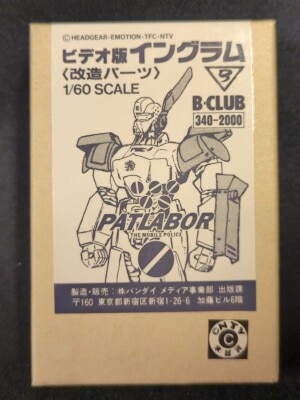 ©HEADGEAR・EMOTION・TFC・NTV
ビデオ版イングラム
〈改造パーツ〉
1/60 SCALE
B
B-CLUB
340-2000
PATLABOR
THE MOBILE POLICE
製造・販売：㈱バンダイ メディア事業部 出版課
〒160 東京都新宿区新宿1-26-6 加藤ビル6階
CNTV
C